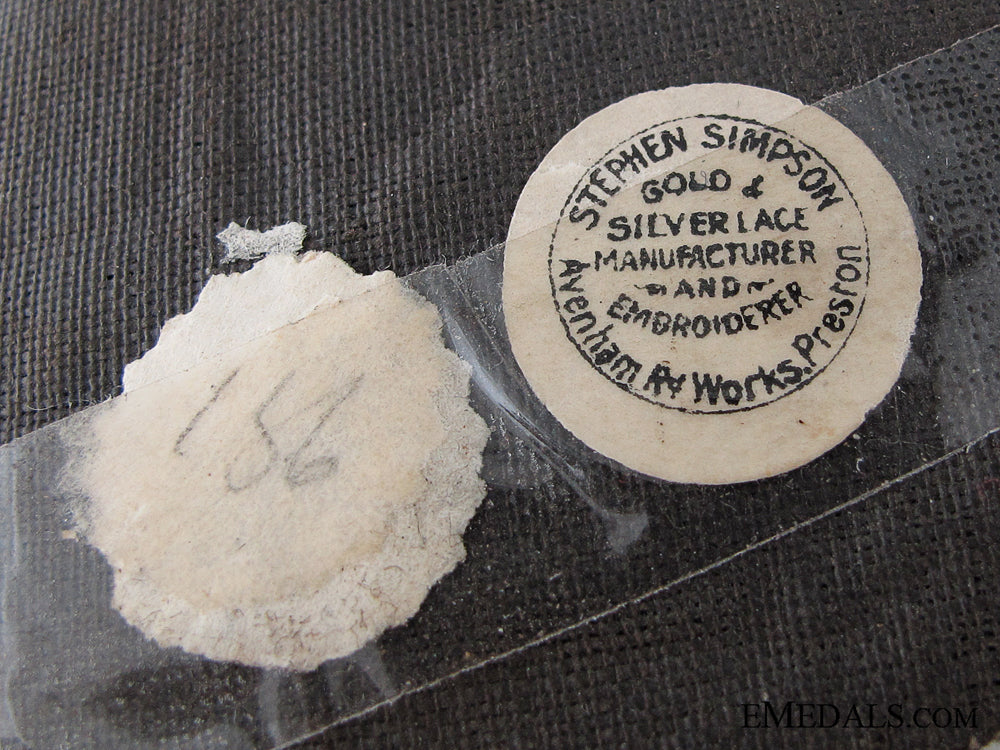 STEPHEN SIMPSON
GOLD &
SILVER LACE
MANUFACTURER
AND
EMBROIDERER
Avenham Rd Works. Preston
156
EMEDALS.COM